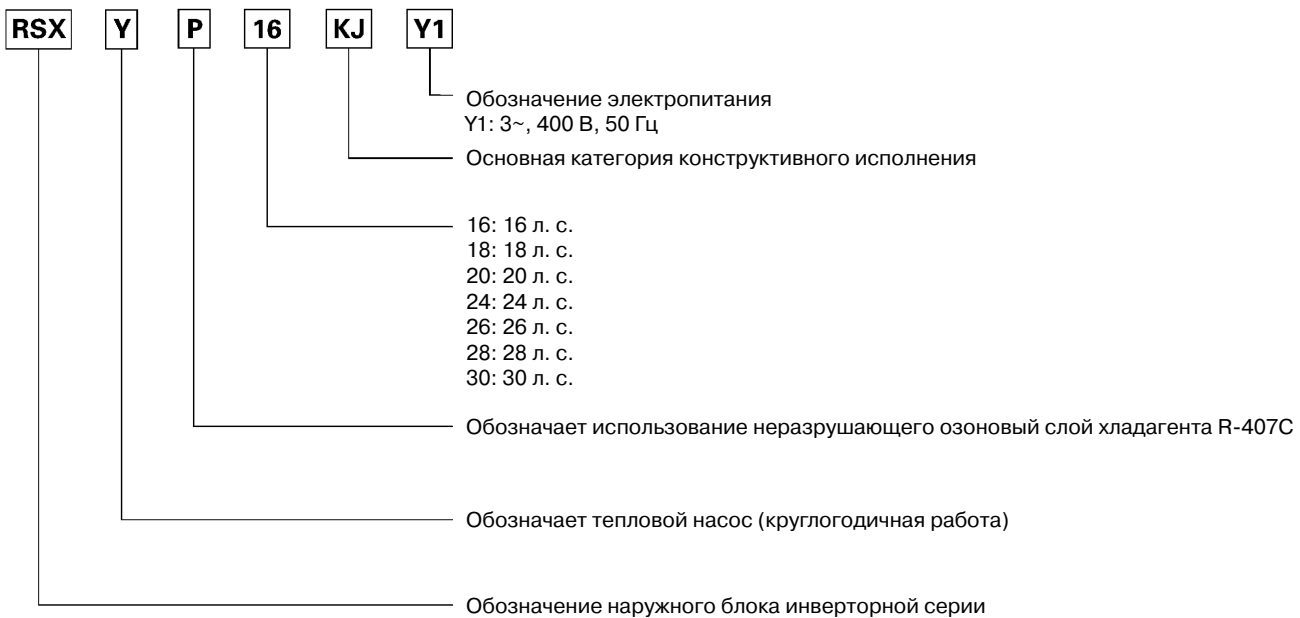 RSX Y P 16 KJ Y1
Обозначение электропитания
Y1: 3~, 400 В, 50 Гц
Основная категория конструктивного исполнения
16: 16 л. с.
18: 18 л. с.
20: 20 л. с.
24: 24 л. с.
26: 26 л. с.
28: 28 л. с.
30: 30 л. с.
Обозначает использование неразрушающего озоновый слой хладагента R-407C
Обозначает тепловой насос (круглогодичная работа)
Обозначение наружного блока инверторной серии